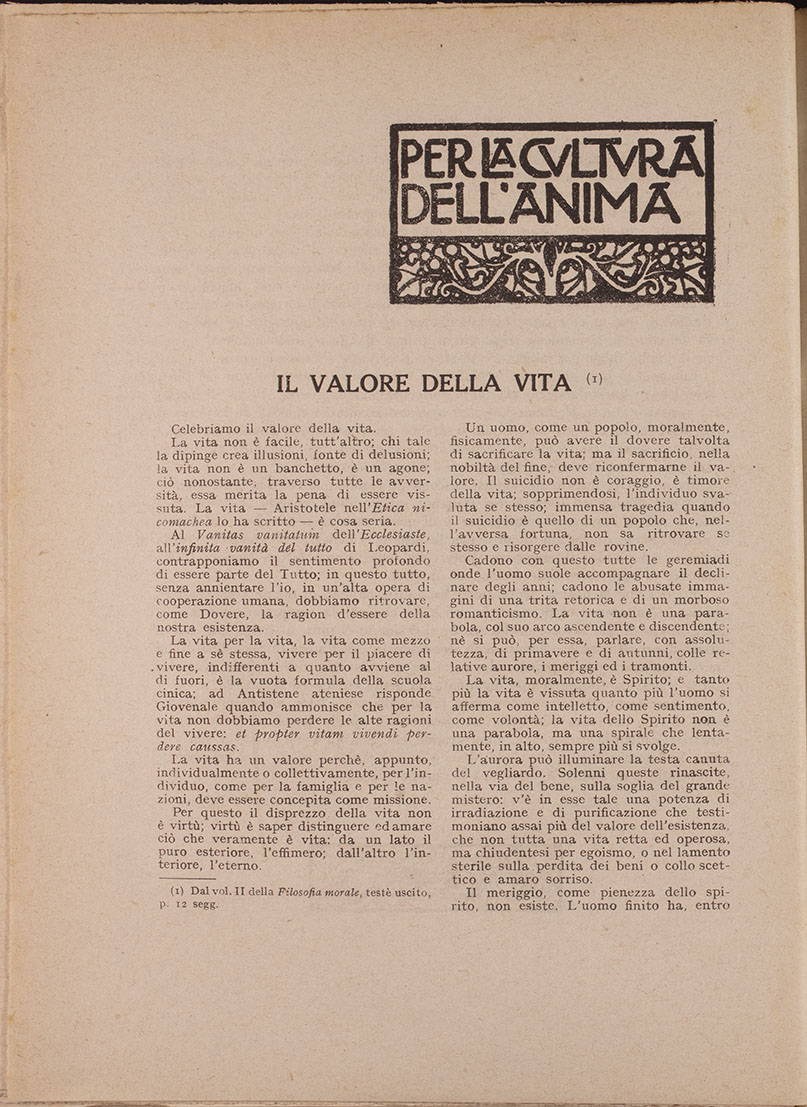 PER LA CVLTVRA
DELL'ANIMA
IL VALORE DELLA VITA (1)
Celebriamo il valore della vita.
La vita non è facile, tutt'altro; chi tale
la dipinge crea illusioni, fonte di delusioni;
la vita non è un banchetto, è un agone;
ciò nonostante, traverso tutte le avver-
sità, essa merita la pena di essere vis-
suta. La vita — Aristotele nell'Etica ni-
comachea lo ha scritto — è cosa seria.
Al Vanitas vanitatum dell'Ecclesiaste,
all'infinita vanità del tutto di Leopardi,
contrapponiamo il sentimento profondo
di essere parte del Tutto; in questo tutto,
senza annientare l'io, in un'alta opera di
cooperazione umana, dobbiamo ritrovare,
come Dovere, la ragion d'essere della
nostra esistenza.
La vita per la vita, la vita come mezzo
e fine a sè stessa, vivere per il piacere di
vivere, indifferenti a quanto avviene al
di fuori, è la vuota formula della scuola
cinica; ad Antistene ateniese risponde
Giovenale quando ammonisce che per la
vita non dobbiamo perdere le alte ragioni
del vivere: et propter vitam vivendi per-
dere caussas.
La vita ha un valore perchè, appunto,
individualmente o collettivamente, per l'in-
dividuo, come per la famiglia e per le na-
zioni, deve essere concepita come missione.
Per questo il disprezzo della vita non
è virtù; virtù è saper distinguere ed amare
ciò che veramente è vita: da un lato il
puro esteriore, l'effimero; dall'altro l'in-
teriore, l'eterno.
(1) Dal vol. II della Filosofia morale, testè uscito,
p. 12 segg.
Un uomo, come un popolo, moralmente,
fisicamente, può avere il dovere talvolta
di sacrificare la vita; ma il sacrificio, nella
nobiltà del fine, deve riconfermarne il va-
lore. Il suicidio non è coraggio, è timore
della vita; sopprimendosi, l'individuo sva-
luta se stesso; immensa tragedia quando
il suicidio è quello di un popolo che, nel-
l'avversa fortuna, non sa ritrovare se
stesso e risorgere dalle rovine.
Cadono con questo tutte le geremiadi
onde l'uomo suole accompagnare il decli-
nare degli anni; cadono le abusate imma-
gini di una trita retorica e di un morboso
romanticismo. La vita non è una para-
bola, col suo arco ascendente e discendente;
nè si può, per essa, parlare, con assolu-
tezza, di primavere e di autunni, colle re-
lative aurore, i meriggi ed i tramonti.
La vita, moralmente, è Spirito; e tanto
più la vita è vissuta quanto più l'uomo si
afferma come intelletto, come sentimento,
come volontà; la vita dello Spirito non è
una parabola, ma una spirale che lenta-
mente, in alto, sempre più si svolge.
L'aurora può illuminare la testa canuta
del vegliardo. Solenni queste rinascite,
nella via del bene, sulla soglia del grande
mistero: v'è in esse tale una potenza di
irradiazione e di purificazione che testi-
moniano assai più del valore dell'esistenza,
che non tutta una vita retta ed operosa,
ma chiudentesi per egoismo, o nel lamento
sterile sulla perdita dei beni o collo scet-
tico e amaro sorriso.
Il meriggio, come pienezza dello spi-
rito, non esiste. L'uomo finito ha, entro